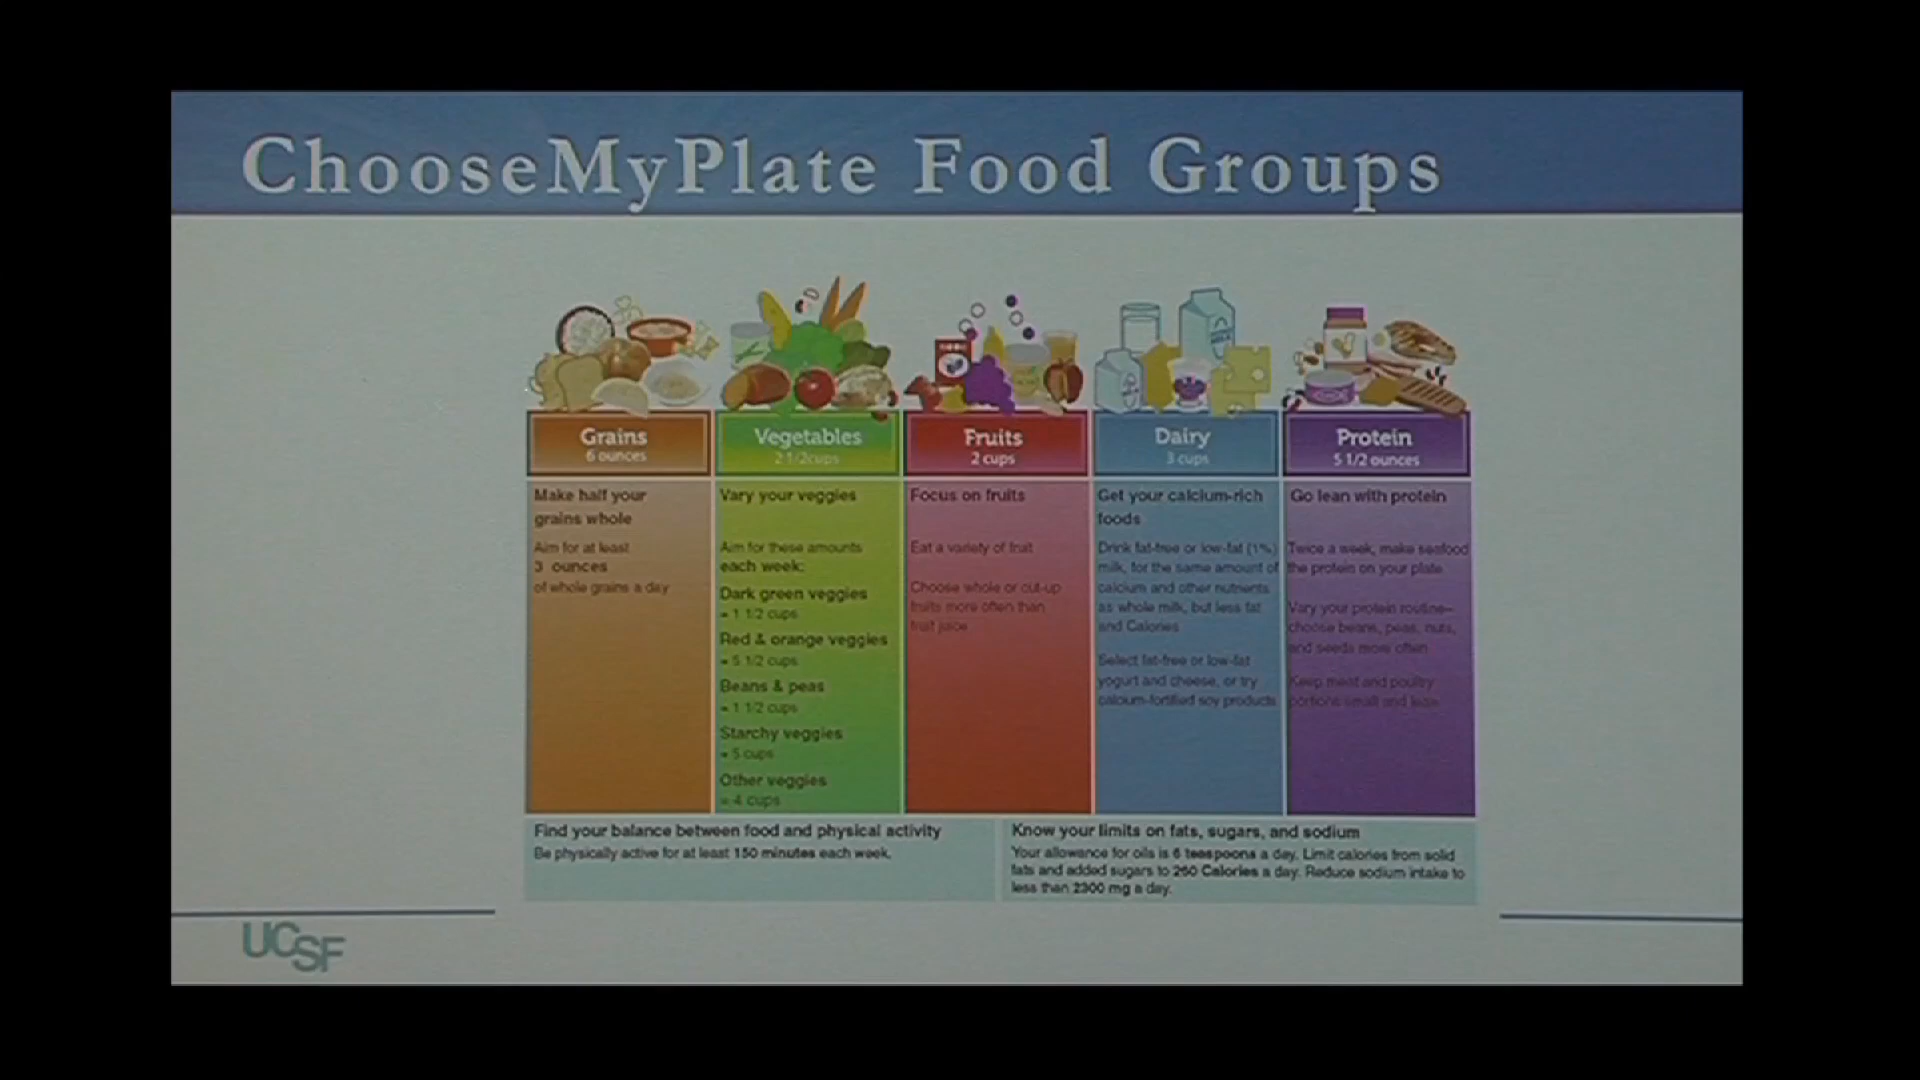 ChooseMyPlate Food Groups
Grains
6 ounces
Make half your
grains whole
Aim for at least
3 ounces
of whole grains a day
Vegetables
2 1/2 cups
Vary your veggies
Aim for these amounts
each week:
Dark green veggies
= 1 1/2 cups
Red & orange veggies
= 5 1/2 cups
Beans & peas
= 1 1/2 cups
Starchy veggies
= 5 cups
Other veggies
= 4 cups
Fruits
2 cups
Focus on fruits
Eat a variety of fruit
Choose whole or cut-up
fruits more often than
fruit juice
Dairy
3 cups
Get your calcium-rich
foods
Drink fat-free or low-fat (1%)
milk, for the same amount of
calcium and other nutrients
as whole milk, but less fat
and Calories
Select fat-free or low-fat
yogurt and cheese, or try
calcium-fortified soy products
Protein
5 1/2 ounces
Go lean with protein
Twice a week, make seafood
the protein on your plate
Vary your protein routine–
choose beans, peas, nuts,
and seeds more often
Keep meat and poultry
portions small and lean
Find your balance between food and physical activity
Be physically active for at least 150 minutes each week.
Know your limits on fats, sugars, and sodium
Your allowance for oils is 6 teaspoons a day. Limit calories from solid
fats and added sugars to 260 Calories a day. Reduce sodium intake to
less than 2300 mg a day.
UCSF